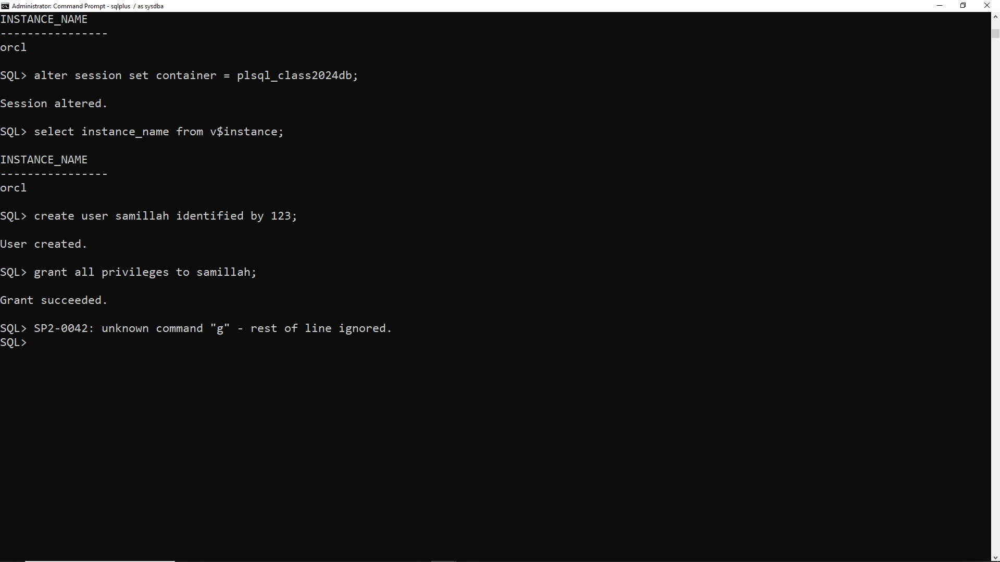 Administrator: Command Prompt - sqlplus / as sysdba
INSTANCE_NAME
----------------
orcl
SQL> alter session set container = plsql_class2024db;
Session altered.
SQL> select instance_name from v$instance;
INSTANCE_NAME
----------------
orcl
SQL> create user samillah identified by 123;
User created.
SQL> grant all privileges to samillah;
Grant succeeded.
SQL> SP2-0042: unknown command "g" - rest of line ignored.
SQL>